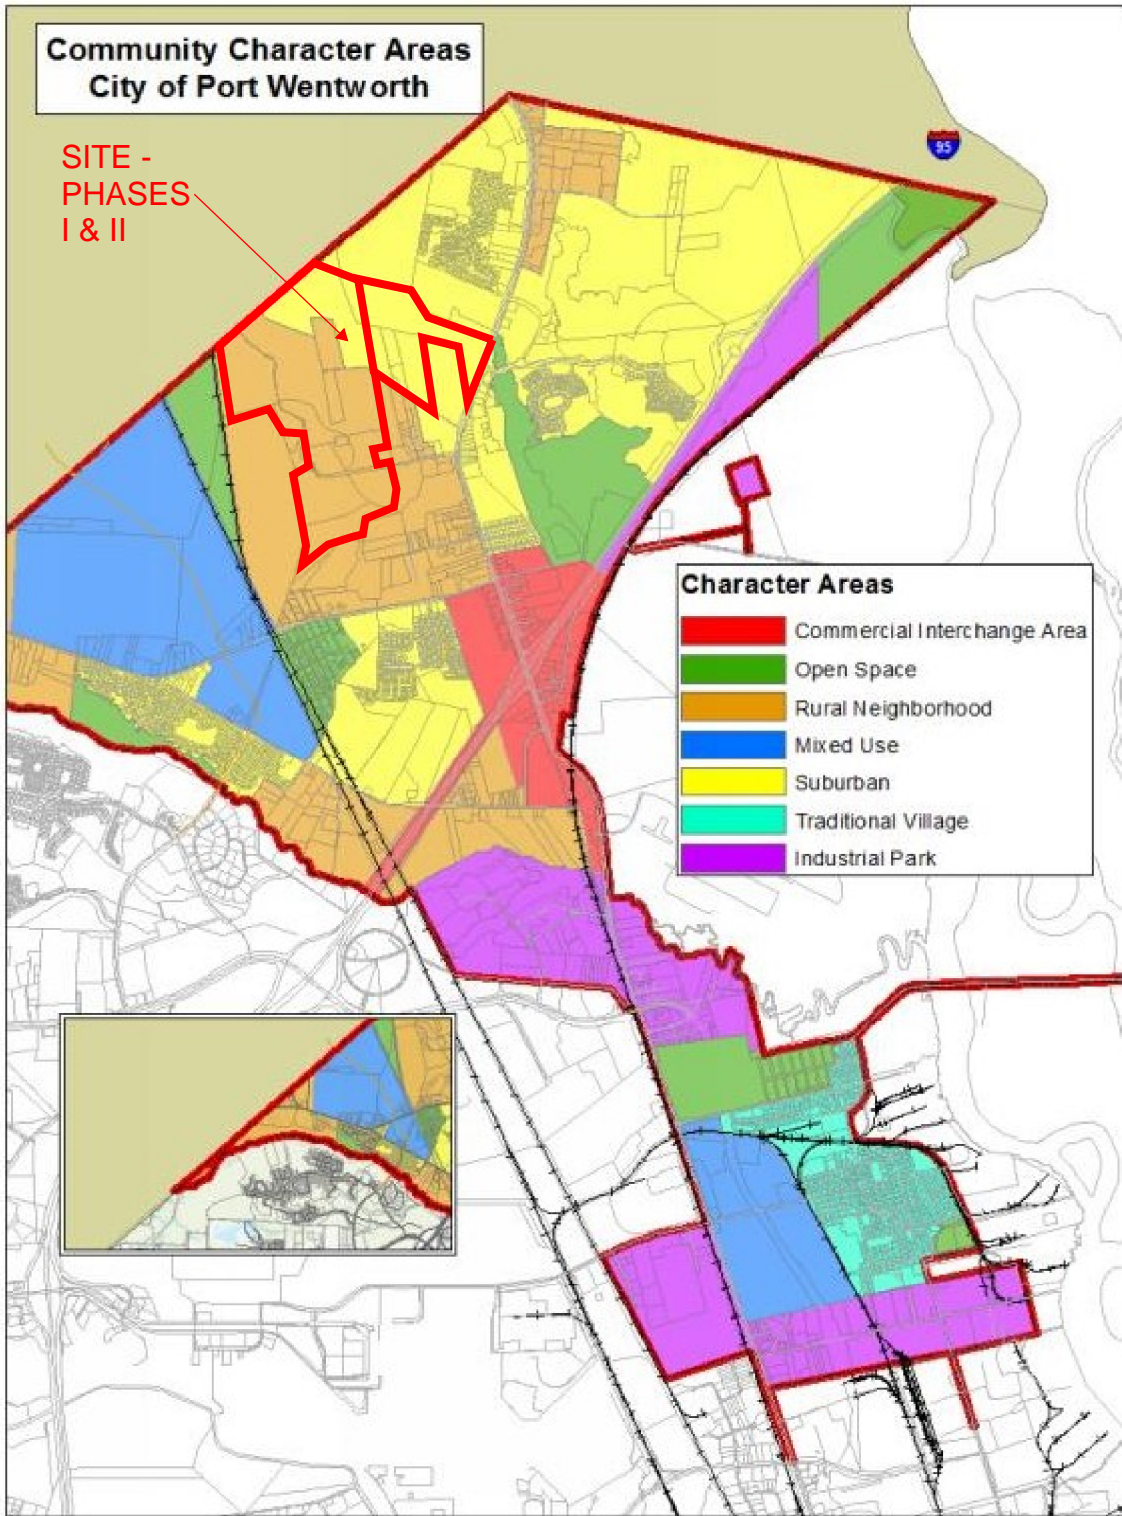 Community Character Areas
City of Port Wentworth
SITE -
PHASES
I & II
95
Character Areas
Commercial Interchange Area
Open Space
Rural Neighborhood
Mixed Use
Suburban
Traditional Village
Industrial Park